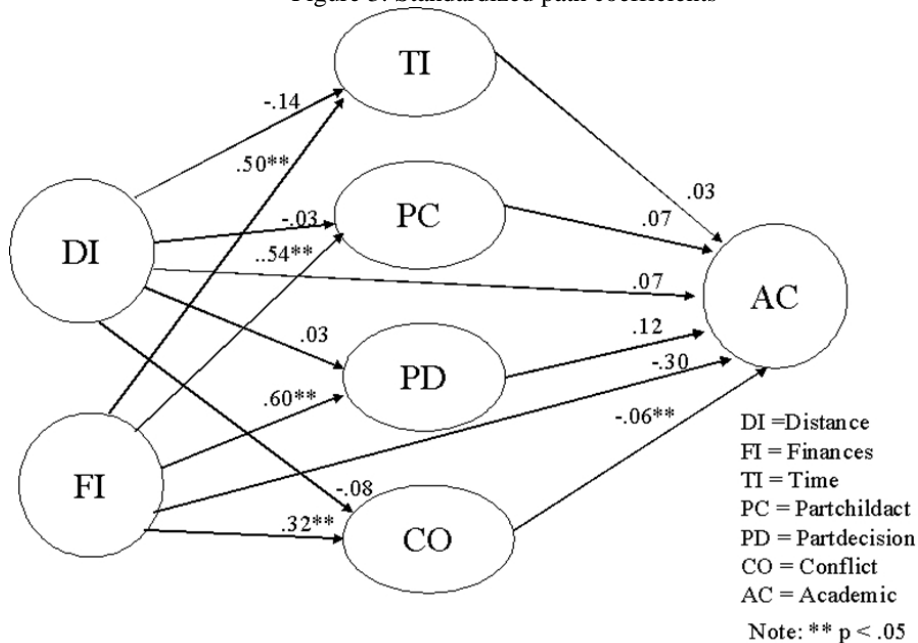 Figure 3. Standardized path coefficients
TI
-.14
.50**
-.03
PC
.03
.07
DI
..54**
.07
AC
.03
.12
PD
-.30
.60**
-.06**
DI =Distance
FI = Finances
FI
-.08
TI = Time
.32**
CO
PC = Partchildact
PD = Partdecision
CO = Conflict
AC = Academic
Note: ** p < .05